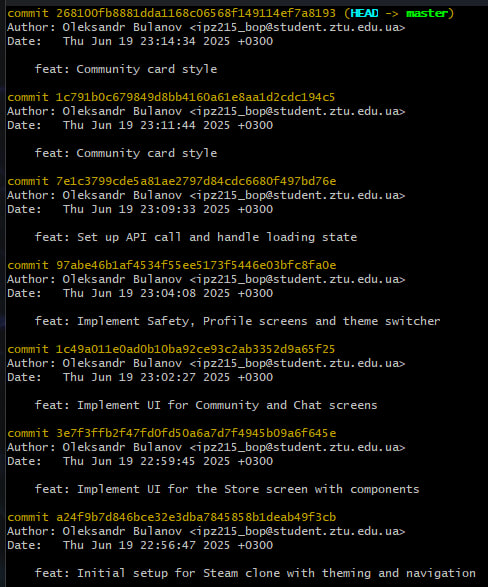 commit 268100fb8881dda1168c06568f149114ef7a8193 (HEAD -> master)
Author: Oleksandr Bulanov <ipz215_bop@student.ztu.edu.ua>
Date:   Thu Jun 19 23:14:34 2025 +0300
feat: Community card style
commit 1c791b0c679849d8bb4160a61e8aa1d2cdc194c5
Author: Oleksandr Bulanov <ipz215_bop@student.ztu.edu.ua>
Date:   Thu Jun 19 23:11:44 2025 +0300
feat: Community card style
commit 7e1c3799cde5a81ae2797d84cdc6680f497bd76e
Author: Oleksandr Bulanov <ipz215_bop@student.ztu.edu.ua>
Date:   Thu Jun 19 23:09:33 2025 +0300
feat: Set up API call and handle loading state
commit 97abe46b1af4534f55ee5173f5446e03bfc8fa0e
Author: Oleksandr Bulanov <ipz215_bop@student.ztu.edu.ua>
Date:   Thu Jun 19 23:04:08 2025 +0300
feat: Implement Safety, Profile screens and theme switcher
commit 1c49a011e0ad0b10ba92ce93c2ab3352d9a65f25
Author: Oleksandr Bulanov <ipz215_bop@student.ztu.edu.ua>
Date:   Thu Jun 19 23:02:27 2025 +0300
feat: Implement UI for Community and Chat screens
commit 3e7f3ffb2f47fd0fd50a6a7d7f4945b09a6f645e
Author: Oleksandr Bulanov <ipz215_bop@student.ztu.edu.ua>
Date:   Thu Jun 19 22:59:45 2025 +0300
feat: Implement UI for the Store screen with components
commit a24f9b7d846bce32e3dba7845858b1deab49f3cb
Author: Oleksandr Bulanov <ipz215_bop@student.ztu.edu.ua>
Date:   Thu Jun 19 22:56:47 2025 +0300
feat: Initial setup for Steam clone with theming and navigation